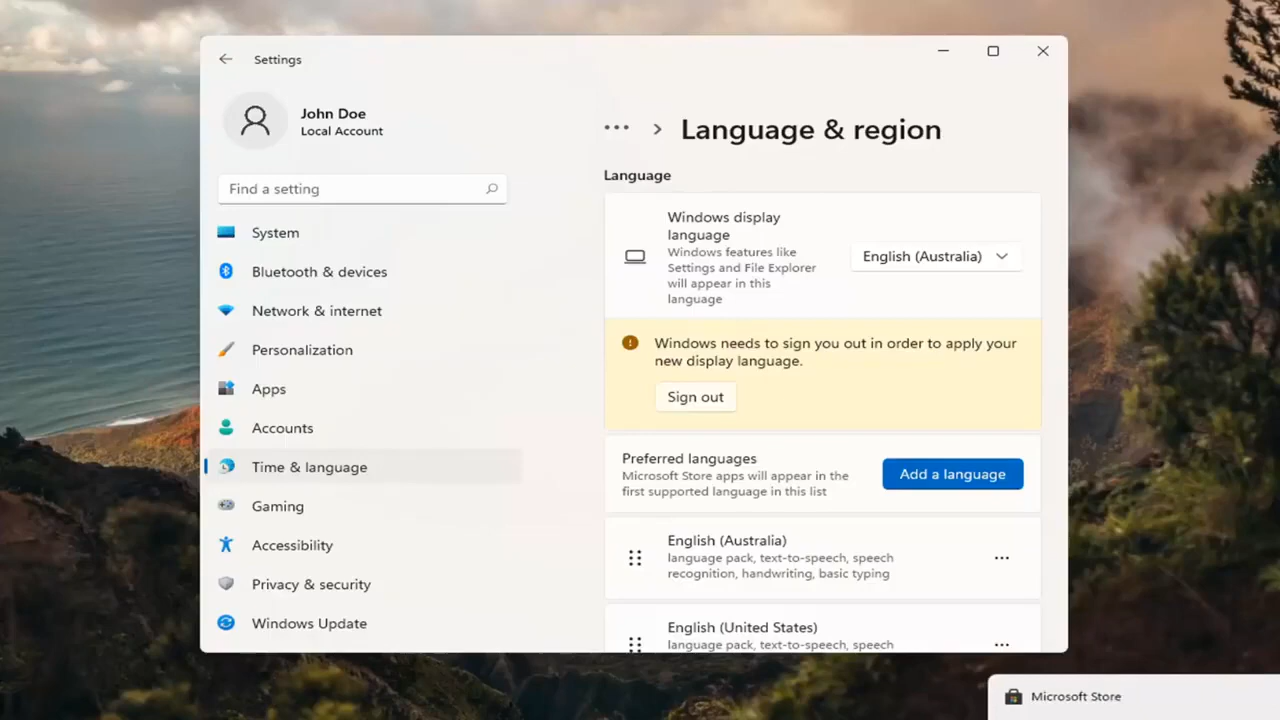 Settings
John Doe
Local Account
Find a setting
System
Bluetooth & devices
Network & internet
Personalization
Apps
Accounts
Time & language
Gaming
Accessibility
Privacy & security
Windows Update
Language & region
Language
Windows display
language
Windows features like
Settings and File Explorer
will appear in this
language
English (Australia)
Windows needs to sign you out in order to apply your
new display language.
Sign out
Preferred languages
Microsoft Store apps will appear in the
first supported language in this list
Add a language
English (Australia)
language pack, text-to-speech, speech
recognition, handwriting, basic typing
English (United States)
language pack, text-to-speech, speech
Microsoft Store